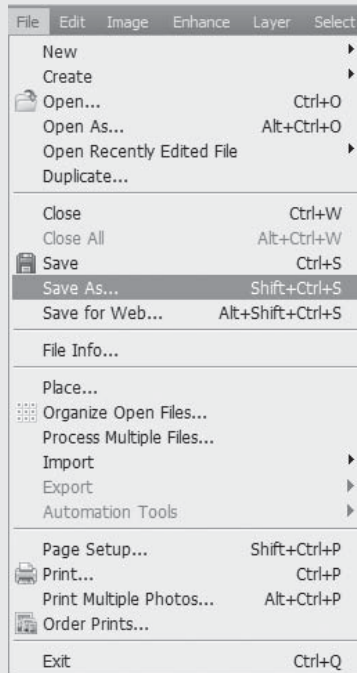 File Edit Image Enhance Layer Select
New
Create
Open... Ctrl+O
Open As... Alt+Ctrl+O
Open Recently Edited File
Duplicate...
Close Ctrl+W
Close All Alt+Ctrl+W
Save Ctrl+S
Save As... Shift+Ctrl+S
Save for Web... Alt+Shift+Ctrl+S
File Info...
Place...
Organize Open Files...
Process Multiple Files...
Import
Export
Automation Tools
Page Setup... Shift+Ctrl+P
Print... Ctrl+P
Print Multiple Photos... Alt+Ctrl+P
Order Prints...
Exit Ctrl+Q